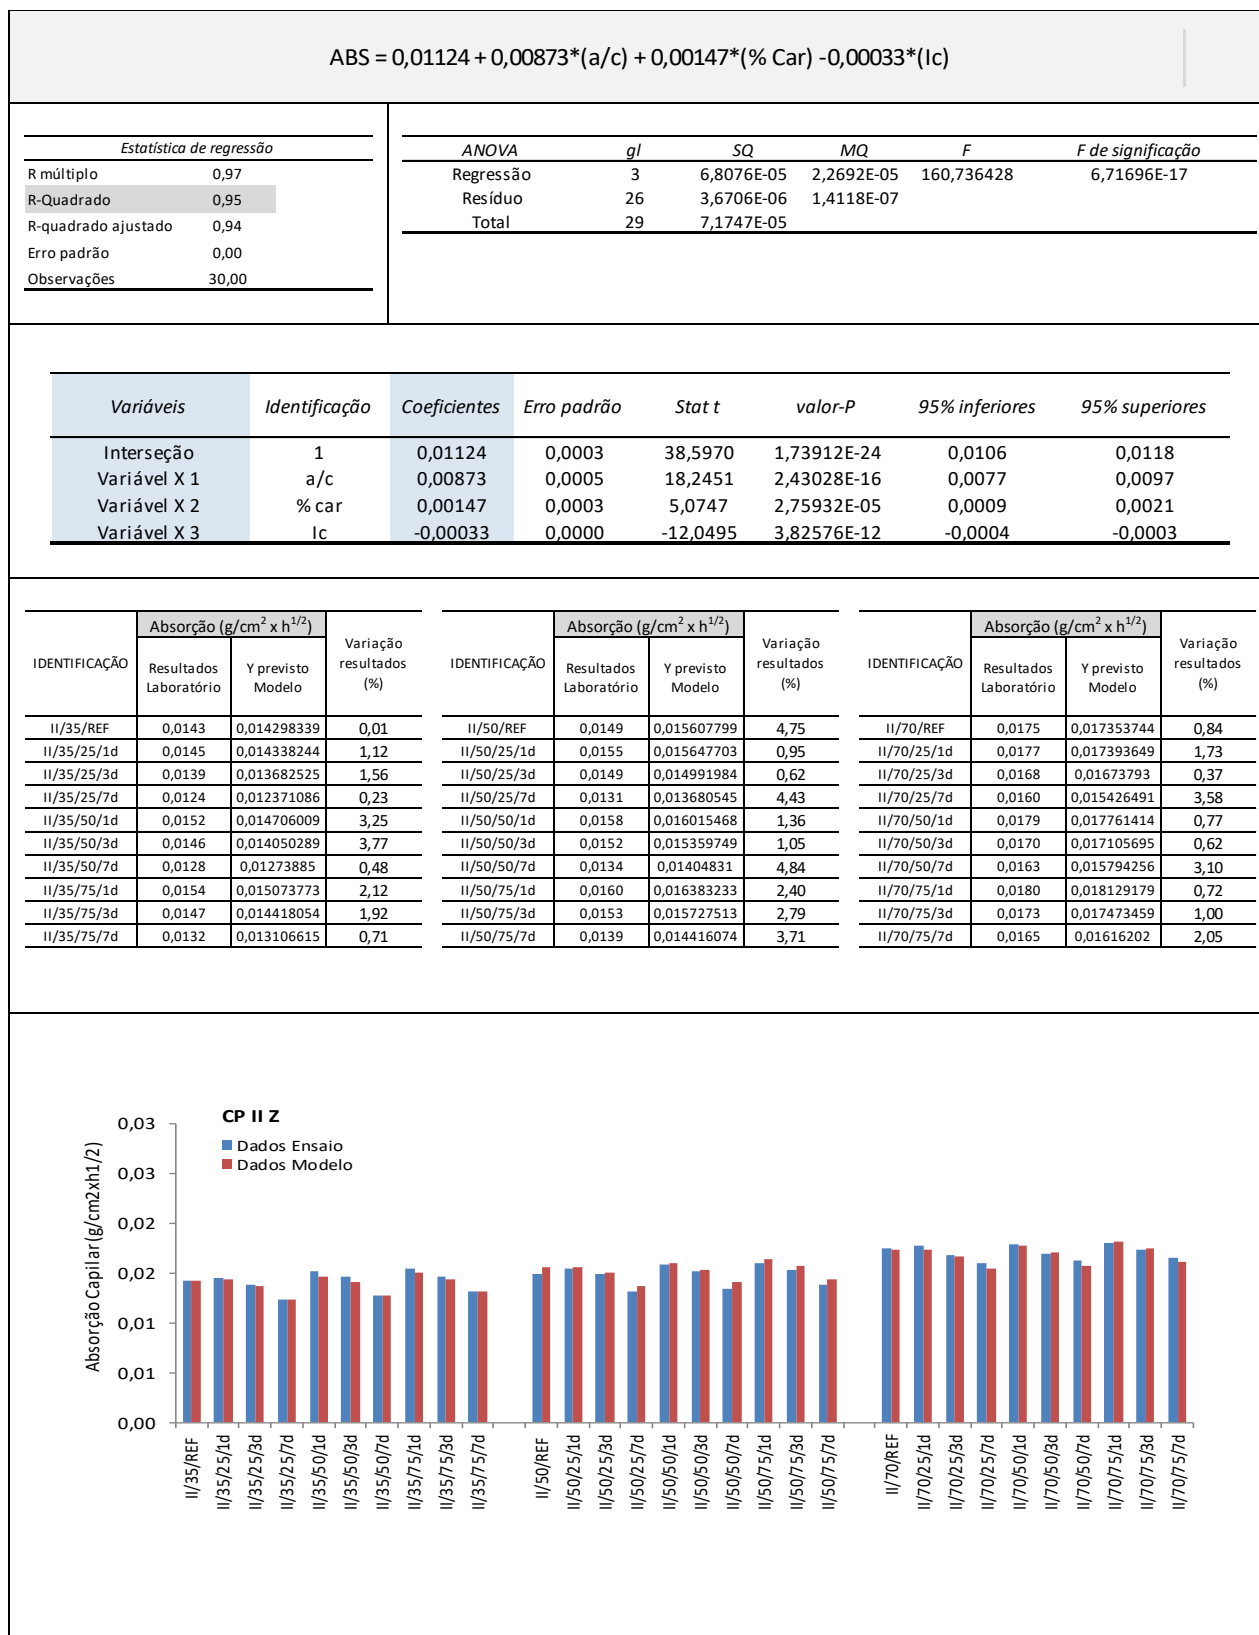 ABS = 0,01124 + 0,00873*(a/c) + 0,00147*(% Car) -0,00033*(Ic)
Estatística de regressão
R múltiplo 0,97
R-Quadrado 0,95
R-quadrado ajustado 0,94
Erro padrão 0,00
Observações 30,00
ANOVA gl SQ MQ F F de significação
Regressão 3 6,8076E-05 2,2692E-05 160,736428 6,71696E-17
Resíduo 26 3,6706E-06 1,4118E-07
Total 29 7,1747E-05
Variáveis Identificação Coeficientes Erro padrão Stat t valor-P 95% inferiores 95% superiores
Interseção 1 0,01124 0,0003 38,5970 1,73912E-24 0,0106 0,0118
Variável X 1 a/c 0,00873 0,0005 18,2451 2,43028E-16 0,0077 0,0097
Variável X 2 % car 0,00147 0,0003 5,0747 2,75932E-05 0,0009 0,0021
Variável X 3 Ic -0,00033 0,0000 -12,0495 3,82576E-12 -0,0004 -0,0003
IDENTIFICAÇÃO Absorção (g/cm² x h^1/2) Resultados Laboratório Y previsto Modelo Variação resultados (%)
II/35/REF 0,0143 0,014298339 0,01
II/35/25/1d 0,0145 0,014338244 1,12
II/35/25/3d 0,0139 0,013682525 1,56
II/35/25/7d 0,0124 0,012371086 0,23
II/35/50/1d 0,0152 0,014706009 3,25
II/35/50/3d 0,0146 0,014050289 3,77
II/35/50/7d 0,0128 0,01273885 0,48
II/35/75/1d 0,0154 0,015073773 2,12
II/35/75/3d 0,0147 0,014418054 1,92
II/35/75/7d 0,0132 0,013106615 0,71
IDENTIFICAÇÃO Absorção (g/cm² x h^1/2) Resultados Laboratório Y previsto Modelo Variação resultados (%)
II/50/REF 0,0149 0,015607799 4,75
II/50/25/1d 0,0155 0,015647703 0,95
II/50/25/3d 0,0149 0,014991984 0,62
II/50/25/7d 0,0131 0,013680545 4,43
II/50/50/1d 0,0158 0,016015468 1,36
II/50/50/3d 0,0152 0,015359749 1,05
II/50/50/7d 0,0134 0,01404831 4,84
II/50/75/1d 0,0160 0,016383233 2,40
II/50/75/3d 0,0153 0,015727513 2,79
II/50/75/7d 0,0139 0,014416074 3,71
IDENTIFICAÇÃO Absorção (g/cm² x h^1/2) Resultados Laboratório Y previsto Modelo Variação resultados (%)
II/70/REF 0,0175 0,017353744 0,84
II/70/25/1d 0,0177 0,017393649 1,73
II/70/25/3d 0,0168 0,01673793 0,37
II/70/25/7d 0,0160 0,015426491 3,58
II/70/50/1d 0,0179 0,017761414 0,77
II/70/50/3d 0,0170 0,017105695 0,62
II/70/50/7d 0,0163 0,015794256 3,10
II/70/75/1d 0,0180 0,018129179 0,72
II/70/75/3d 0,0173 0,017473459 1,00
II/70/75/7d 0,0165 0,01616202 2,05
CP II Z
Dados Ensaio
Dados Modelo
Absorção Capilar (g/cm2xh1/2)
0,03
0,03
0,02
0,02
0,01
0,01
0,00
II/35/REF
II/35/25/1d
II/35/25/3d
II/35/25/7d
II/35/50/1d
II/35/50/3d
II/35/50/7d
II/35/75/1d
II/35/75/3d
II/35/75/7d
II/50/REF
II/50/25/1d
II/50/25/3d
II/50/25/7d
II/50/50/1d
II/50/50/3d
II/50/50/7d
II/50/75/1d
II/50/75/3d
II/50/75/7d
II/70/REF
II/70/25/1d
II/70/25/3d
II/70/25/7d
II/70/50/1d
II/70/50/3d
II/70/50/7d
II/70/75/1d
II/70/75/3d
II/70/75/7d